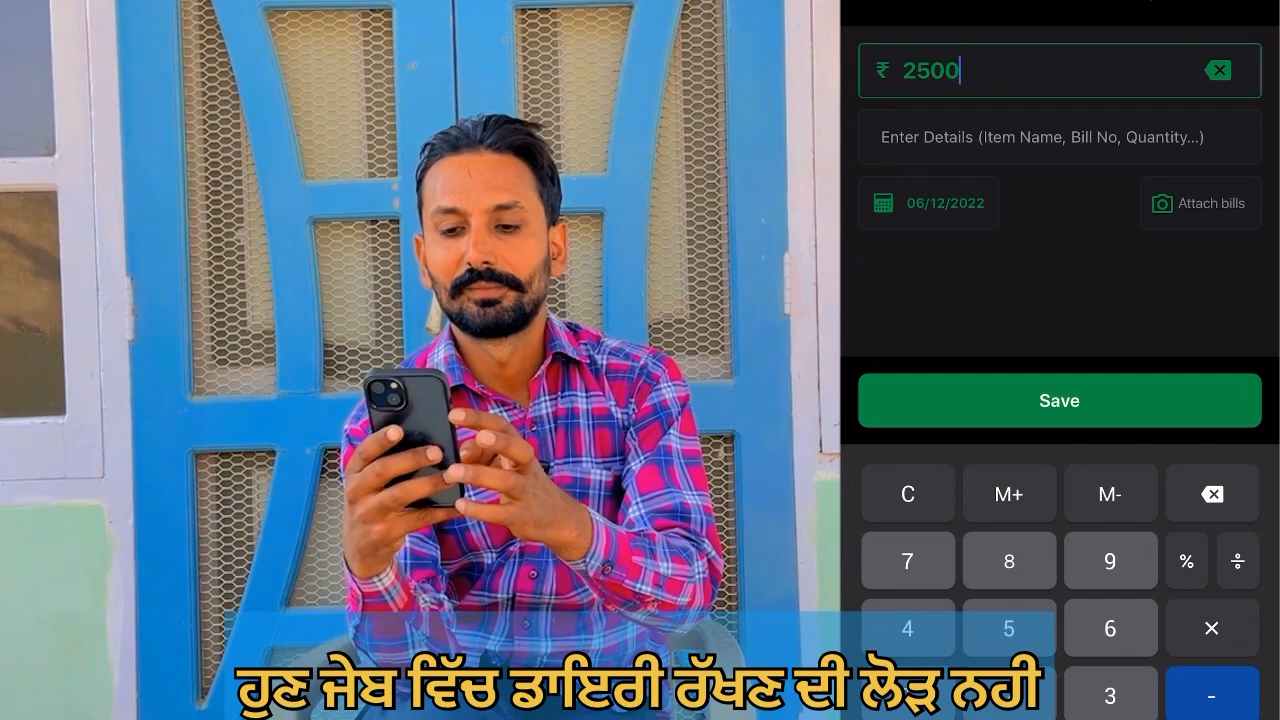 ₹ 2500
Enter Details (Item Name, Bill No, Quantity...)
06/12/2022
Attach bills
Save
C M+ M-
7 8 9 % ÷
4 5 6 ×
3 -
ਹੁਣ ਜੇਬ ਵਿੱਚ ਡਾਇਰੀ ਰੱਖਣ ਦੀ ਲੋੜ ਨਹੀ